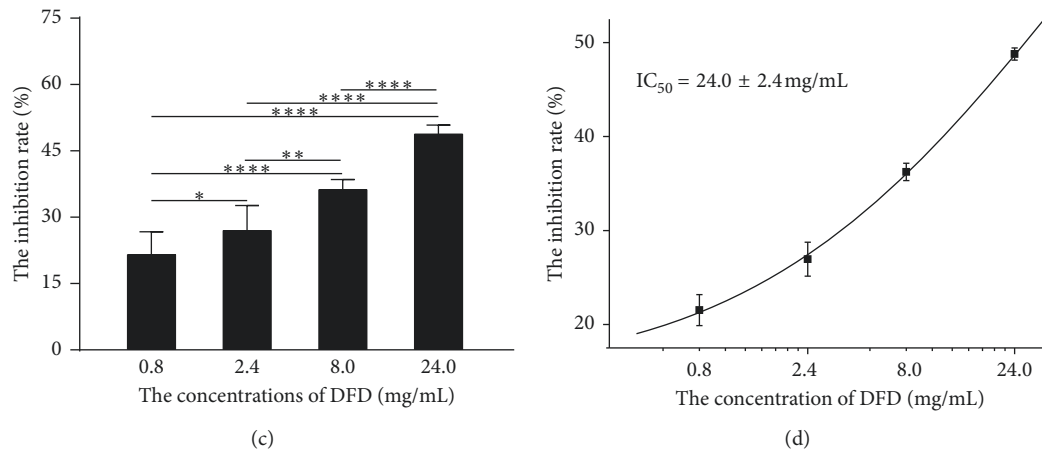 The inhibition rate (%)
75
60
45
30
15
0
****
****
****
**
****
*
0.8 2.4 8.0 24.0
The concentrations of DFD (mg/mL)
(c)
The inhibition rate (%)
50
40
30
20
IC50 = 24.0 ± 2.4 mg/mL
0.8 2.4 8.0 24.0
The concentration of DFD (mg/mL)
(d)